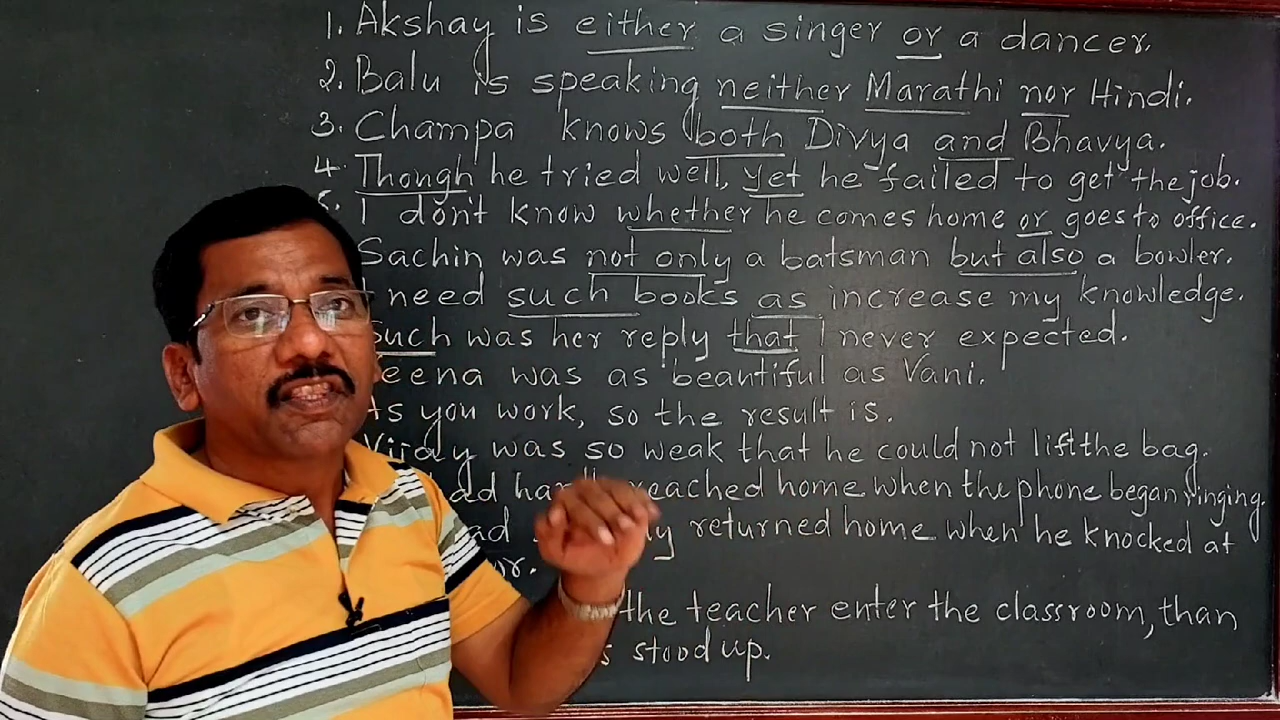 1. Akshay is either a singer or a dancer.
2. Balu is speaking neither Marathi nor Hindi.
3. Champa knows both Divya and Bhavya.
4. Though he tried well, yet he failed to get the job.
I don't know whether he comes home or goes to office.
Sachin was not only a batsman but also a bowler.
need such books as increase my knowledge.
such was her reply that I never expected.
was as beautiful as Vani.
As you work, so the result is.
Vijay was so weak that he could not lift the bag.
reached home when the phone began ringing.
returned home when he knocked at
the teacher enter the classroom, than
stood up.